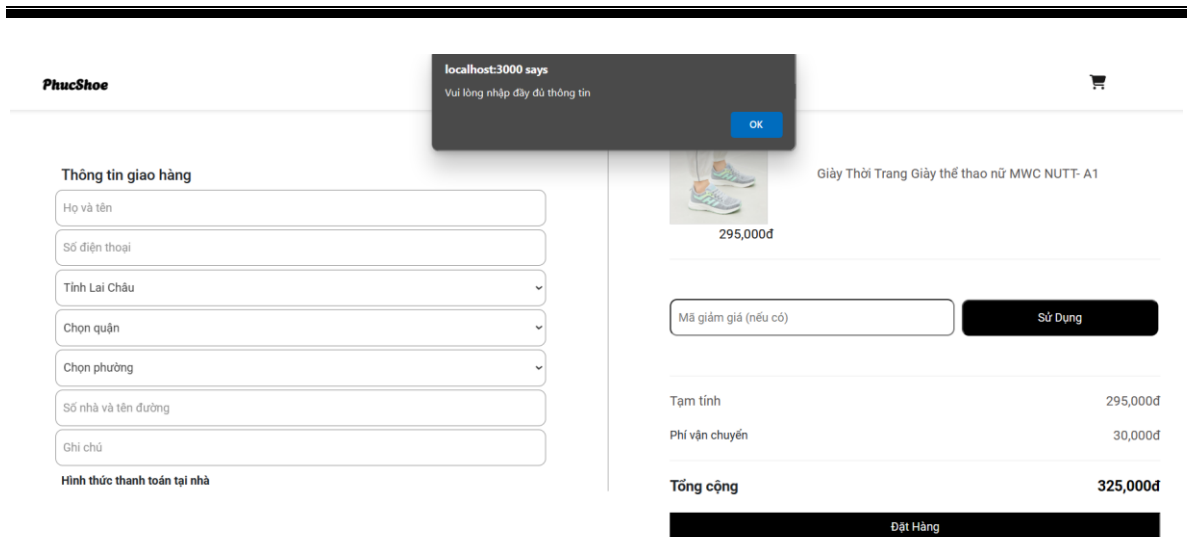 localhost:3000 says
Vui lòng nhập đầy đủ thông tin
OK
PhucShoe
Thông tin giao hàng
Họ và tên
Số điện thoại
Tỉnh Lai Châu
Chọn quận
Chọn phường
Số nhà và tên đường
Ghi chú
Hình thức thanh toán tại nhà
Giày Thời Trang Giày thể thao nữ MWC NUTT- A1
295,000đ
Mã giảm giá (nếu có)
Sử Dụng
Tạm tính 295,000đ
Phí vận chuyển 30,000đ
Tổng cộng 325,000đ
Đặt Hàng